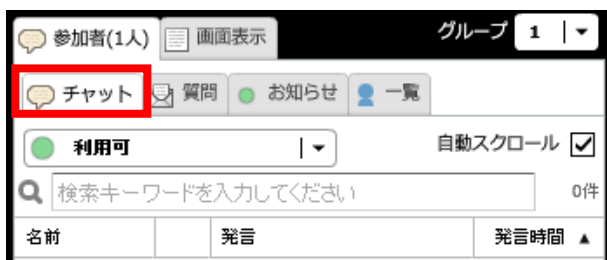 参加者(1人) 画面表示 グループ 1
チャット 質問 お知らせ 一覧
利用可 自動スクロール
検索キーワードを入力してください 0件
名前 発言 発言時間 ▲